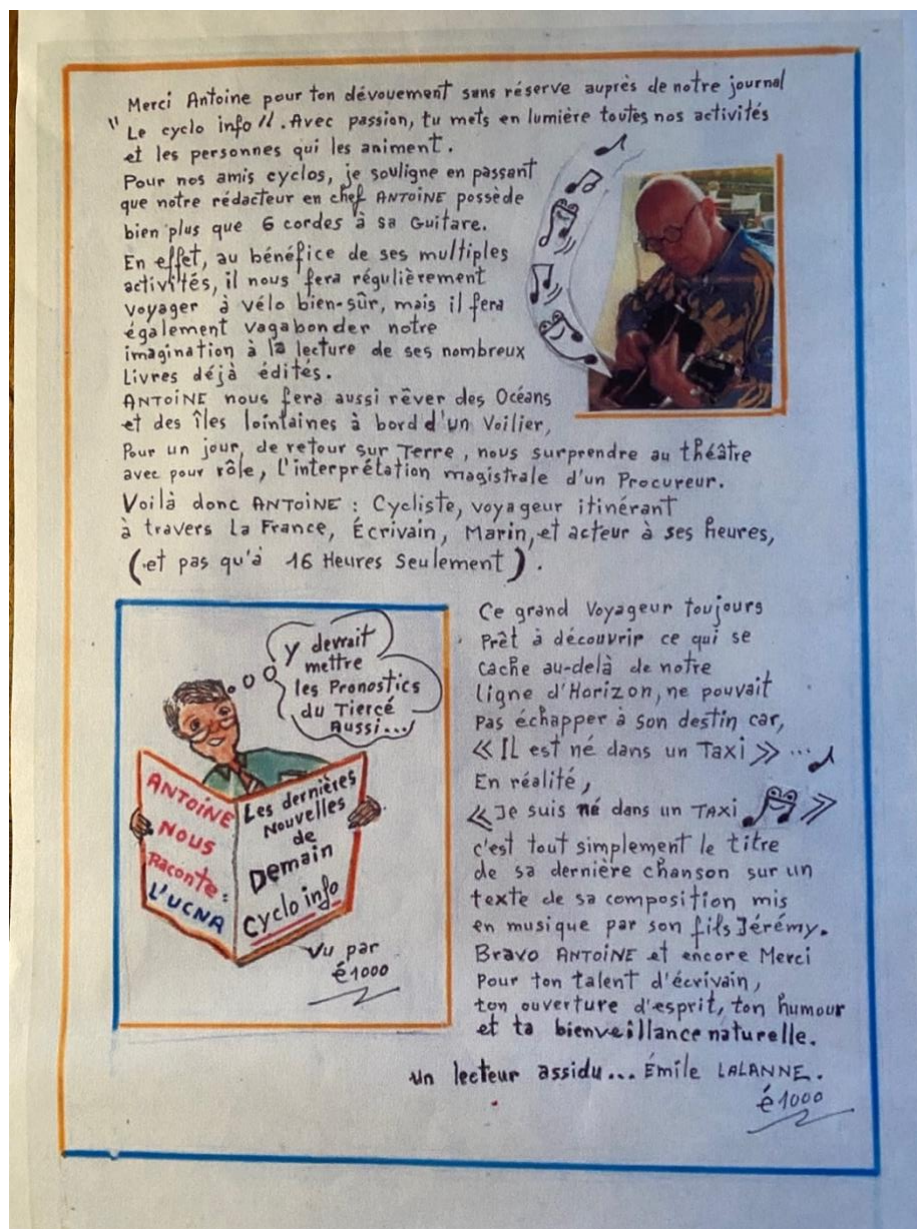 Merci Antoine pour ton dévouement sans réserve auprès de notre journal
"Le cyclo info". Avec passion, tu mets en lumière toutes nos activités
et les personnes qui les animent.
Pour nos amis cyclos, je souligne en passant
que notre rédacteur en chef ANTOINE possède
bien plus que 6 cordes à sa Guitare.
En effet, au bénéfice de ses multiples
activités, il nous fera régulièrement
voyager à vélo bien-sûr, mais il fera
également vagabonder notre
imagination à la lecture de ses nombreux
Livres déjà édités.
ANTOINE nous fera aussi rêver des Océans
et des îles lointaines à bord d'un Voilier,
Pour un jour, de retour sur Terre, nous surprendre au théâtre
avec pour rôle, l'interprétation magistrale d'un Procureur.
Voilà donc ANTOINE : Cycliste, voyageur itinérant
à travers La France, Écrivain, Marin, et acteur à ses heures,
(et pas qu'à 16 Heures Seulement).
Y devrait
mettre
les Pronostics
du Tiercé
Aussi...
ANTOINE
NOUS
Raconte :
L'UCNA
Les dernières
Nouvelles
de
Demain
Cyclo info
Vu par
é1000
Ce grand Voyageur toujours
Prêt à découvrir ce qui se
cache au-delà de notre
ligne d'Horizon, ne pouvait
pas échapper à son destin car,
« Il est né dans un Taxi » ...
En réalité,
« Je suis né dans un TAXI »
c'est tout simplement le titre
de sa dernière chanson sur un
texte de sa composition mis
en musique par son fils Jérémy.
Bravo ANTOINE et encore Merci
Pour ton talent d'écrivain,
ton ouverture d'esprit, ton humour
et ta bienveillance naturelle.
Un lecteur assidu... Émile LALANNE.
é1000